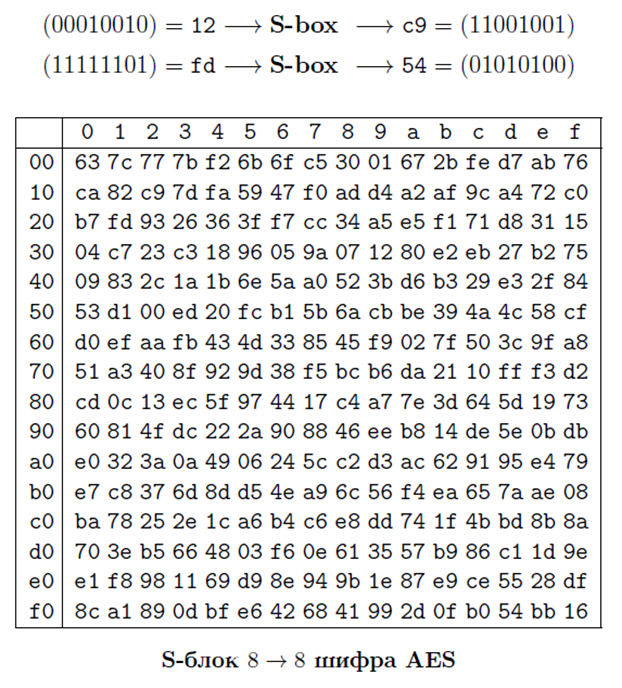 (00010010) = 12 ⟶ S-box ⟶ c9 = (11001001)
(11111101) = fd ⟶ S-box ⟶ 54 = (01010100)
0 1 2 3 4 5 6 7 8 9 a b c d e f
00 63 7c 77 7b f2 6b 6f c5 30 01 67 2b fe d7 ab 76
10 ca 82 c9 7d fa 59 47 f0 ad d4 a2 af 9c a4 72 c0
20 b7 fd 93 26 36 3f f7 cc 34 a5 e5 f1 71 d8 31 15
30 04 c7 23 c3 18 96 05 9a 07 12 80 e2 eb 27 b2 75
40 09 83 2c 1a 1b 6e 5a a0 52 3b d6 b3 29 e3 2f 84
50 53 d1 00 ed 20 fc b1 5b 6a cb be 39 4a 4c 58 cf
60 d0 ef aa fb 43 4d 33 85 45 f9 02 7f 50 3c 9f a8
70 51 a3 40 8f 92 9d 38 f5 bc b6 da 21 10 ff f3 d2
80 cd 0c 13 ec 5f 97 44 17 c4 a7 7e 3d 64 5d 19 73
90 60 81 4f dc 22 2a 90 88 46 ee b8 14 de 5e 0b db
a0 e0 32 3a 0a 49 06 24 5c c2 d3 ac 62 91 95 e4 79
b0 e7 c8 37 6d 8d d5 4e a9 6c 56 f4 ea 65 7a ae 08
c0 ba 78 25 2e 1c a6 b4 c6 e8 dd 74 1f 4b bd 8b 8a
d0 70 3e b5 66 48 03 f6 0e 61 35 57 b9 86 c1 1d 9e
e0 e1 f8 98 11 69 d9 8e 94 9b 1e 87 e9 ce 55 28 df
f0 8c a1 89 0d bf e6 42 68 41 99 2d 0f b0 54 bb 16
S-блок 8 → 8 шифра AES